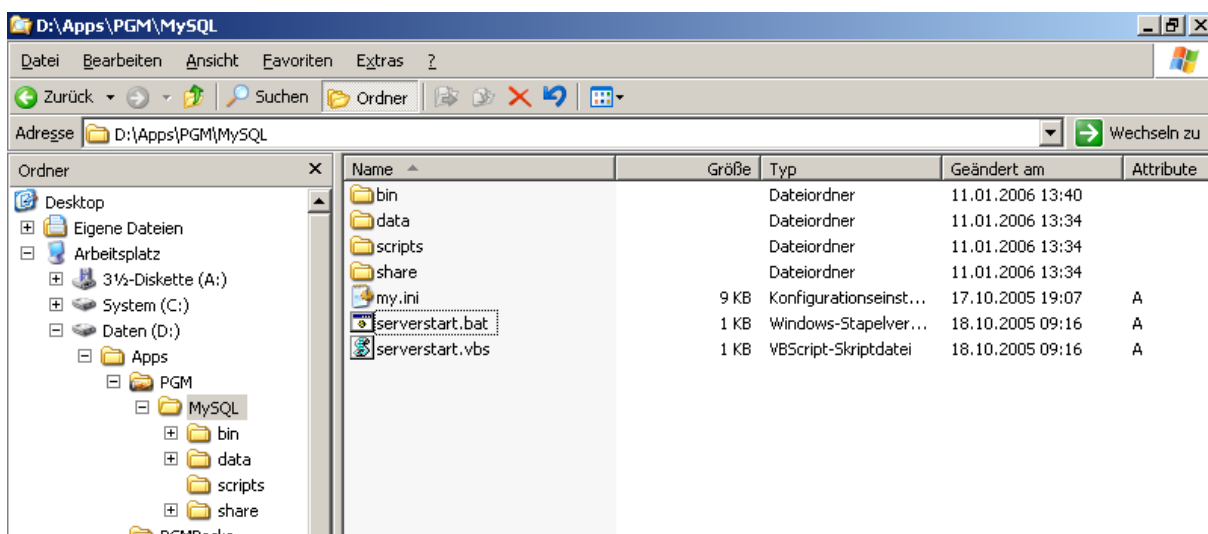 D:\Apps\PGM\MySQL
Datei Bearbeiten Ansicht Favoriten Extras ?
Zurück Suchen Ordner
Adresse D:\Apps\PGM\MySQL Wechseln zu
Ordner
Desktop
Eigene Dateien
Arbeitsplatz
3½-Diskette (A:)
System (C:)
Daten (D:)
Apps
PGM
MySQL
bin
data
scripts
share
Name Größe Typ Geändert am Attribute
bin Dateiordner 11.01.2006 13:40
data Dateiordner 11.01.2006 13:34
scripts Dateiordner 11.01.2006 13:34
share Dateiordner 11.01.2006 13:34
my.ini 9 KB Konfigurationseinst... 17.10.2005 19:07 A
serverstart.bat 1 KB Windows-Stapelver... 18.10.2005 09:16 A
serverstart.vbs 1 KB VBScript-Skriptdatei 18.10.2005 09:16 A